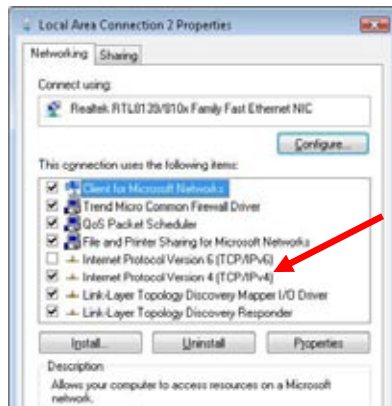 Local Area Connection 2 Properties
Networking Sharing
Connect using:
Realtek RTL8139/810x Family Fast Ethernet NIC
Configure...
This connection uses the following items:
Client for Microsoft Networks
Trend Micro Common Firewall Driver
QoS Packet Scheduler
File and Printer Sharing for Microsoft Networks
Internet Protocol Version 6 (TCP/IPv6)
Internet Protocol Version 4 (TCP/IPv4)
Link-Layer Topology Discovery Mapper I/O Driver
Link-Layer Topology Discovery Responder
Install... Uninstall Properties
Description
Allows your computer to access resources on a Microsoft
network.